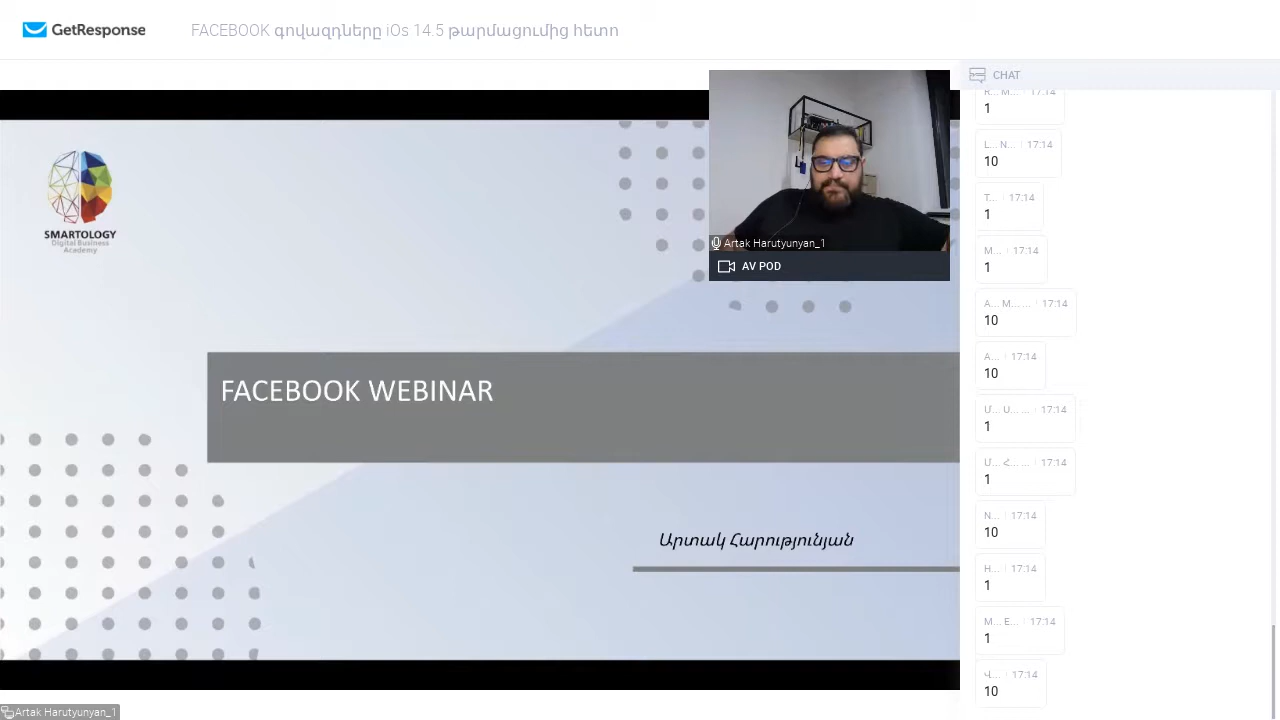 GetResponse
FACEBOOK գովազդները iOs 14.5 թարմացումից հետո
CHAT
17:14
1
L... N... 17:14
10
T... 17:14
1
M... 17:14
1
A... M... ... 17:14
10
A... 17:14
10
Մ... Ս... ... 17:14
1
Մ... Հ... ... 17:14
1
N... 17:14
10
H... 17:14
1
M... E... 17:14
1
Վ... 17:14
10
SMARTOLOGY
Digital Business
Academy
Artak Harutyunyan_1
AV POD
FACEBOOK WEBINAR
Արտակ Հարությունյան
Artak Harutyunyan_1